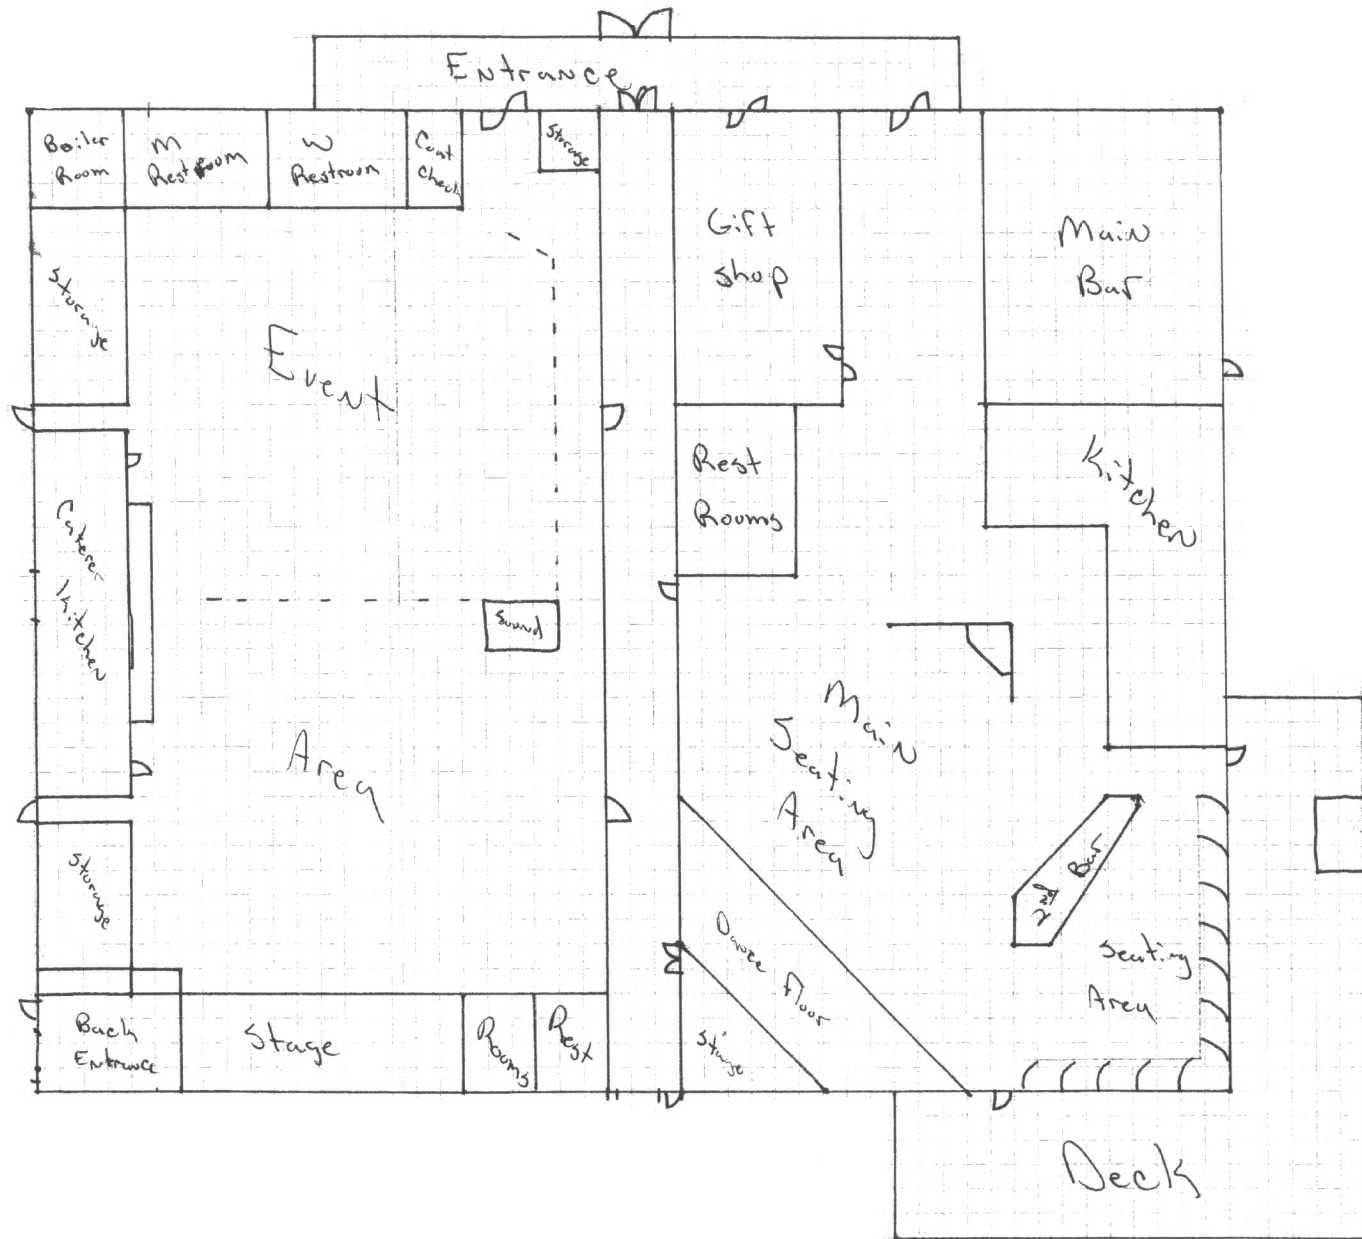 Entrance
Boiler
Room
M
Restroom
W
Restroom
Coat
Check
Storage
Gift
Shop
Main
Bar
Storage
Event
Rest
Rooms
Kitchen
Caterer
Kitchen
Sound
Main
Seating
Area
Area
2nd Bar
Storage
Dance Floor
Seating
Area
Back
Entrance
Stage
Rooms
Rest
Stage
Deck